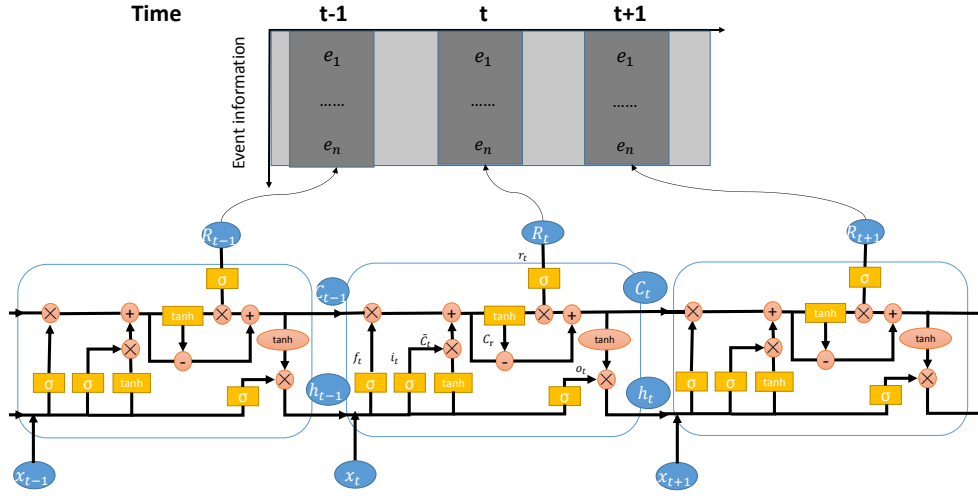 Time t-1 t t+1
Event information
e₁ e₁ e₁
...... ...... ......
eₙ eₙ eₙ
Rₜ₋₁ Rₜ Rₜ₊₁
rₜ
σ σ σ
Cₜ₋₁ Cₜ
× + tanh × + × + tanh × + × + tanh × +
tanh tanh tanh
× C̃ₜ × Cᵣ ×
- - -
fₜ iₜ oₜ
× × ×
σ σ tanh σ σ σ tanh σ σ σ tanh σ
hₜ₋₁ hₜ
xₜ₋₁ xₜ xₜ₊₁